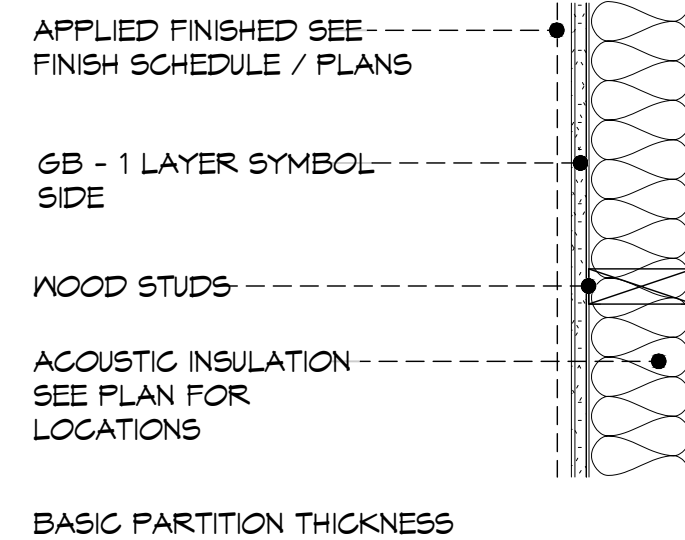 APPLIED FINISHED SEE
FINISH SCHEDULE / PLANS
GB - 1 LAYER SYMBOL
SIDE
WOOD STUDS
ACOUSTIC INSULATION
SEE PLAN FOR
LOCATIONS
BASIC PARTITION THICKNESS